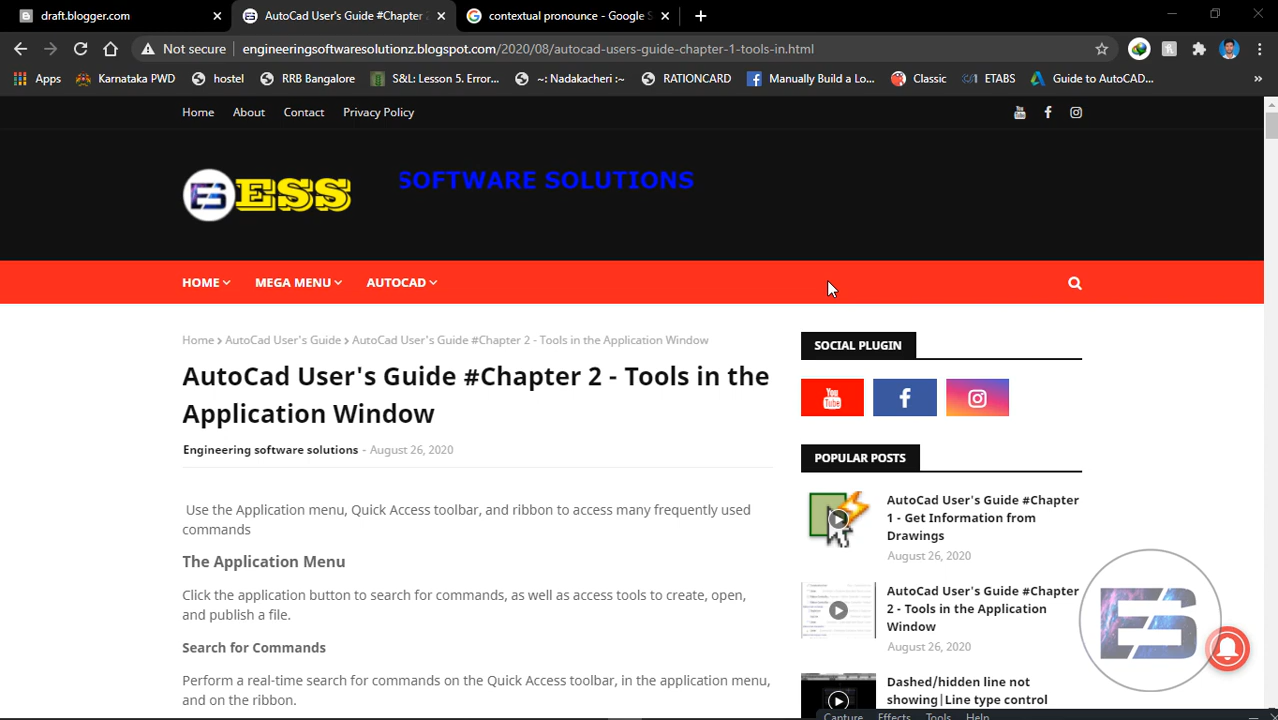 draft.blogger.com
AutoCad User's Guide #Chapter 2
contextual pronounce - Google S
Not secure
engineeringsoftwaresolutionz.blogspot.com/2020/08/autocad-users-guide-chapter-1-tools-in.html
Apps
Karnataka PWD
hostel
RRB Bangalore
S&L: Lesson 5. Error...
~: Nadakacheri :~
RATIONCARD
Manually Build a Lo...
Classic
ETABS
Guide to AutoCAD...
»
Home
About
Contact
Privacy Policy
You Tube
ES ESS
SOFTWARE SOLUTIONS
HOME
MEGA MENU
AUTOCAD
Home > AutoCad User's Guide > AutoCad User's Guide #Chapter 2 - Tools in the Application Window
AutoCad User's Guide #Chapter 2 - Tools in the
Application Window
Engineering software solutions - August 26, 2020
Use the Application menu, Quick Access toolbar, and ribbon to access many frequently used
commands
The Application Menu
Click the application button to search for commands, as well as access tools to create, open,
and publish a file.
Search for Commands
Perform a real-time search for commands on the Quick Access toolbar, in the application menu,
and on the ribbon.
SOCIAL PLUGIN
You
Tube
POPULAR POSTS
AutoCad User's Guide #Chapter
1 - Get Information from
Drawings
August 26, 2020
AutoCad User's Guide #Chapter
2 - Tools in the Application
Window
August 26, 2020
Dashed/hidden line not
showing|Line type control
ES
Capture Effects Tools Help